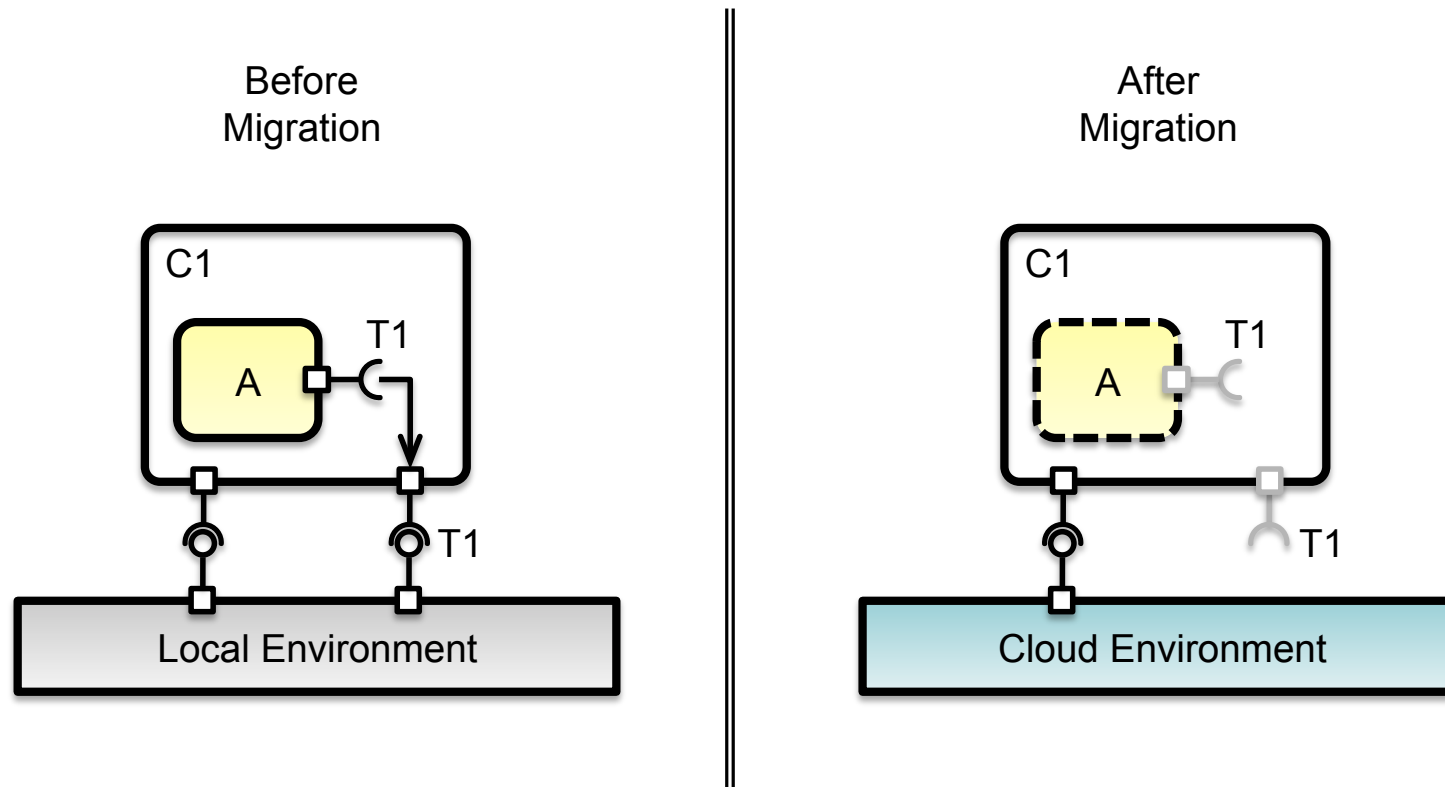 Before
Migration
C1
T1
A
T1
Local Environment
After
Migration
C1
T1
A
T1
Cloud Environment